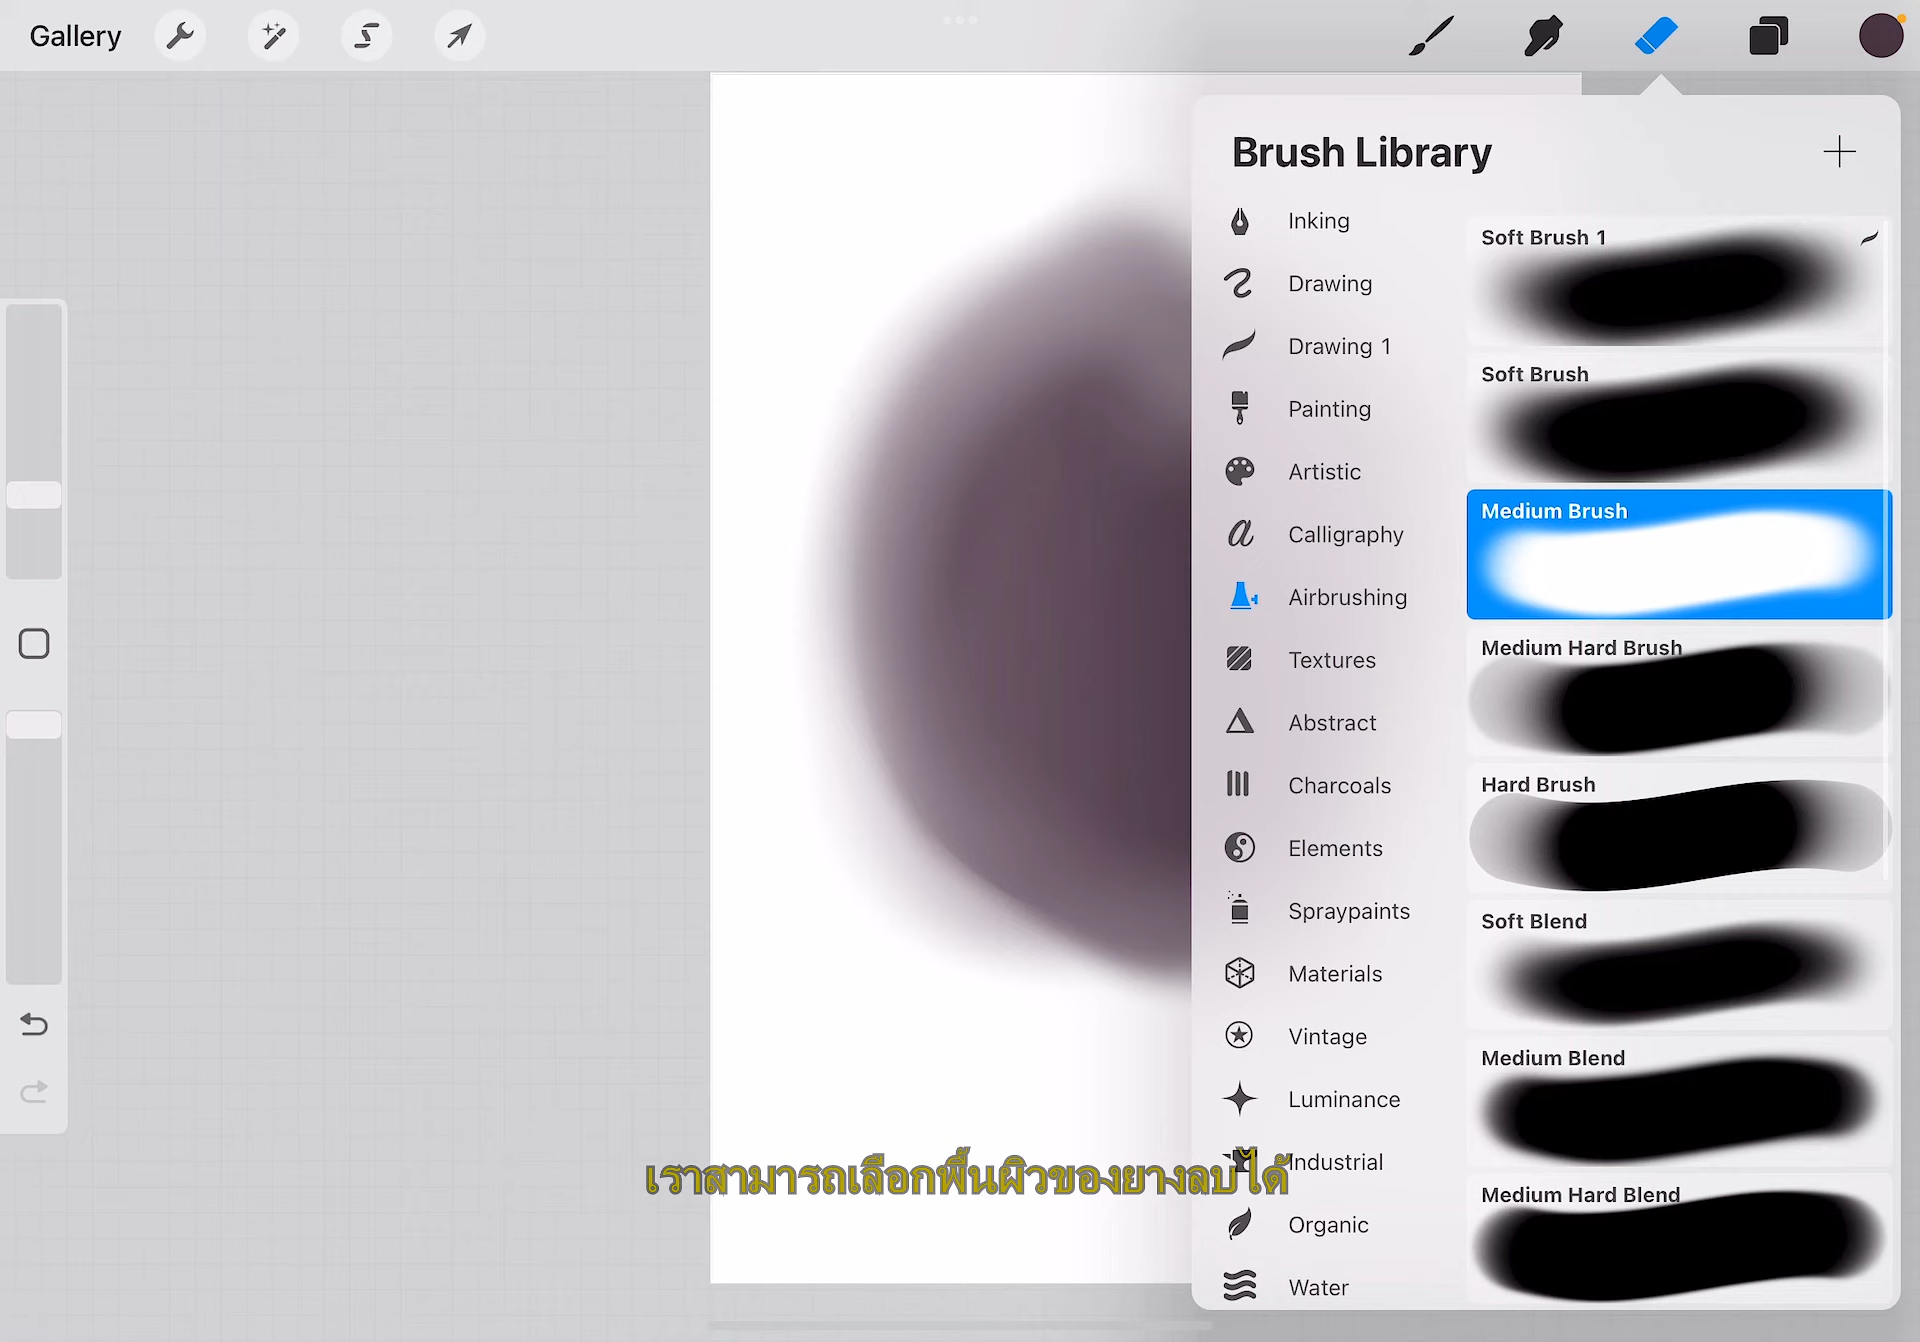 Gallery
Brush Library
Inking
Drawing
Drawing 1
Painting
Artistic
Calligraphy
Airbrushing
Textures
Abstract
Charcoals
Elements
Spraypaints
Materials
Vintage
Luminance
Industrial
Organic
Water
Soft Brush 1
Soft Brush
Medium Brush
Medium Hard Brush
Hard Brush
Soft Blend
Medium Blend
Medium Hard Blend
เราสามารถเลือกพื้นผิวของยางลบได้